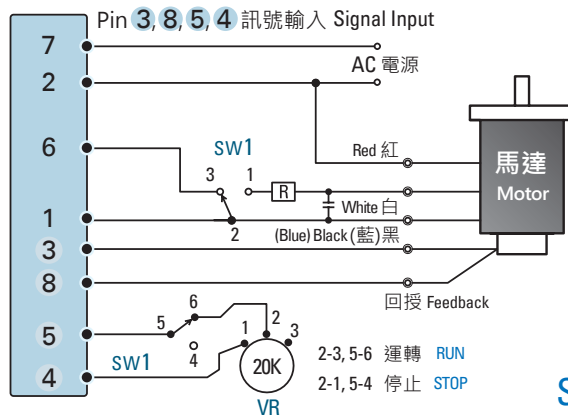 Pin 3, 8, 5, 4 訊號輸入 Signal Input
7
AC 電源
2
6
SW1
3 1
R
2
Red 紅
White 白
(Blue) Black (藍)黑
馬達
Motor
1
3
8
回授 Feedback
5
5 6
4
SW1
4
1 2 3
20K
VR
2-3, 5-6 運轉 RUN
2-1, 5-4 停止 STOP
S